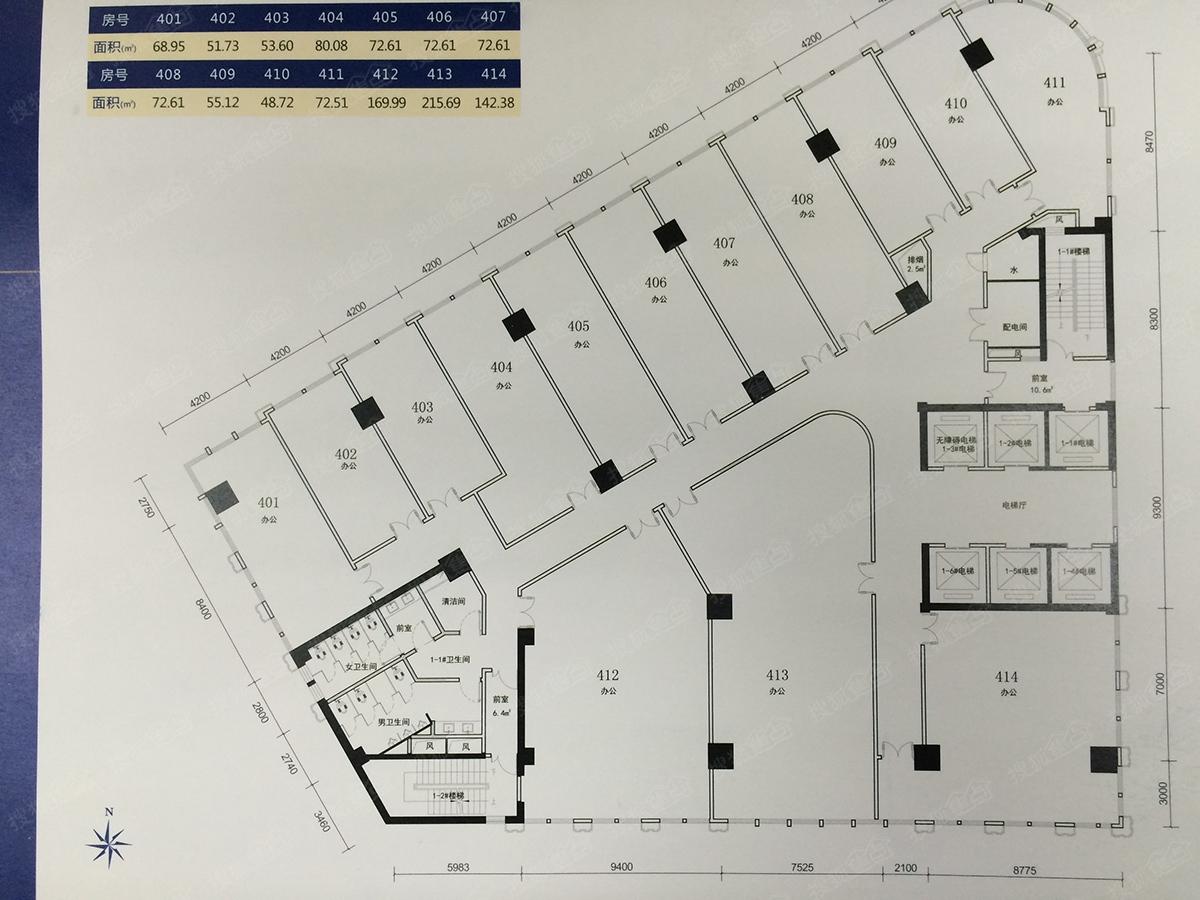 房号 401 402 403 404 405 406 407
面积(㎡) 68.95 51.73 53.60 80.08 72.61 72.61 72.61
房号 408 409 410 411 412 413 414
面积(㎡) 72.61 55.12 48.72 72.51 169.99 215.69 142.38
4200
4200
4200
4200
4200
4200
4200
4200
4200
411
办公
410
办公
409
办公
408
办公
407
办公
406
办公
405
办公
404
办公
403
办公
402
办公
401
办公
8470
8300
9300
7000
3000
风
1-1#楼梯
排烟
2.5㎡
水
配电间
风
前室
10.6㎡
无障碍电梯
1-3#电梯
1-2#电梯
1-1#电梯
电梯厅
1-6#电梯
1-5#电梯
1-4#电梯
2750
8400
2800
2740
3460
清洁间
前室
女卫生间
1-1#卫生间
男卫生间
前室
6.4㎡
风
风
1-2#楼梯
412
办公
413
办公
414
办公
N
5983
9400
7525
2100
8775